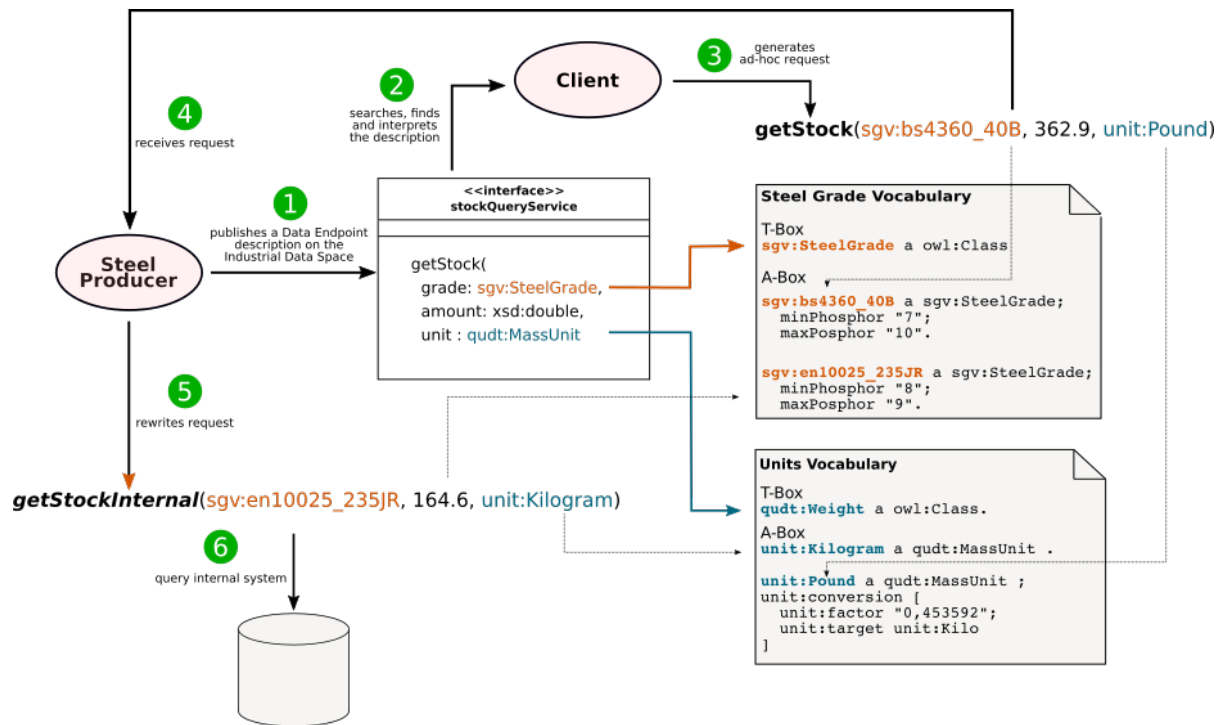 3
generates
ad-hoc request
Client
2
searches, finds
and interprets
the description
4
receives request
getStock(sgv:bs4360_40B, 362.9, unit:Pound)
1
publishes a Data Endpoint
description on the
Industrial Data Space
Steel
Producer
<<interface>>
stockQueryService
getStock(
grade: sgv:SteelGrade,
amount: xsd:double,
unit : qudt:MassUnit
Steel Grade Vocabulary
T-Box
sgv:SteelGrade a owl:Class
A-Box
sgv:bs4360_40B a sgv:SteelGrade;
minPhosphor "7";
maxPosphor "10".
sgv:en10025_235JR a sgv:SteelGrade;
minPhosphor "8";
maxPosphor "9".
5
rewrites request
getStockInternal(sgv:en10025_235JR, 164.6, unit:Kilogram)
6
query internal system
Units Vocabulary
T-Box
qudt:Weight a owl:Class.
A-Box
unit:Kilogram a qudt:MassUnit .
unit:Pound a qudt:MassUnit ;
unit:conversion [
unit:factor "0,453592";
unit:target unit:Kilo
]